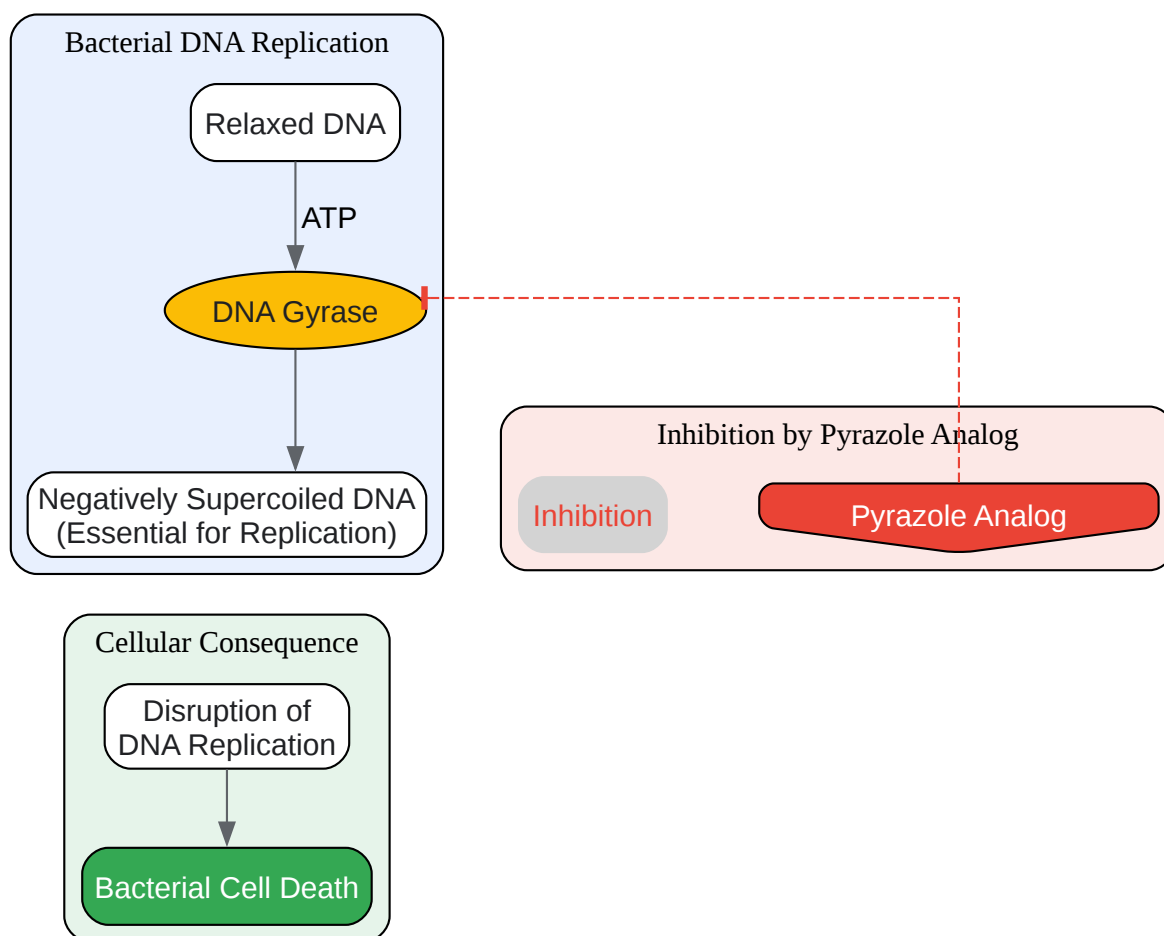 Bacterial DNA Replication
Relaxed DNA
ATP
DNA Gyrase
Negatively Supercoiled DNA
(Essential for Replication)
Inhibition by Pyrazole Analog
Inhibition
Pyrazole Analog
Cellular Consequence
Disruption of
DNA Replication
Bacterial Cell Death